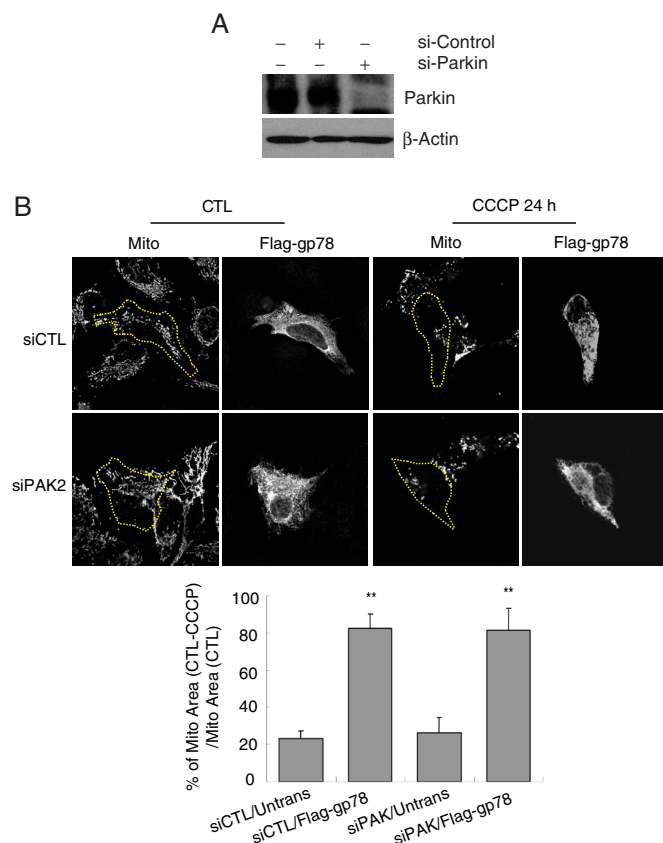 A
– + – si-Control
– – + si-Parkin
Parkin
β-Actin
B
CTL CCCP 24 h
Mito Flag-gp78 Mito Flag-gp78
siCTL
siPAK2
% of Mito Area (CTL-CCCP)
/Mito Area (CTL)
100
80
60
40
20
0
** **
siCTL/Untrans
siCTL/Flag-gp78
siPAK/Untrans
siPAK/Flag-gp78